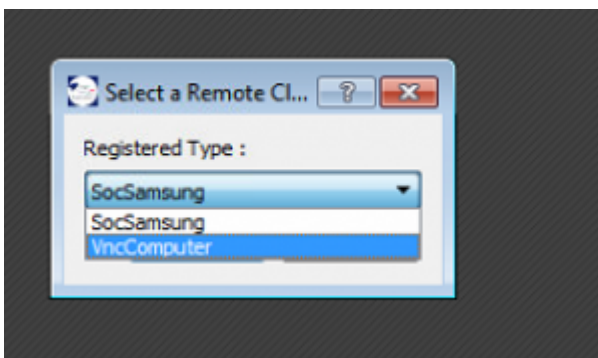 Select a Remote Cl...
Registered Type :
SocSamsung
SocSamsung
VncComputer